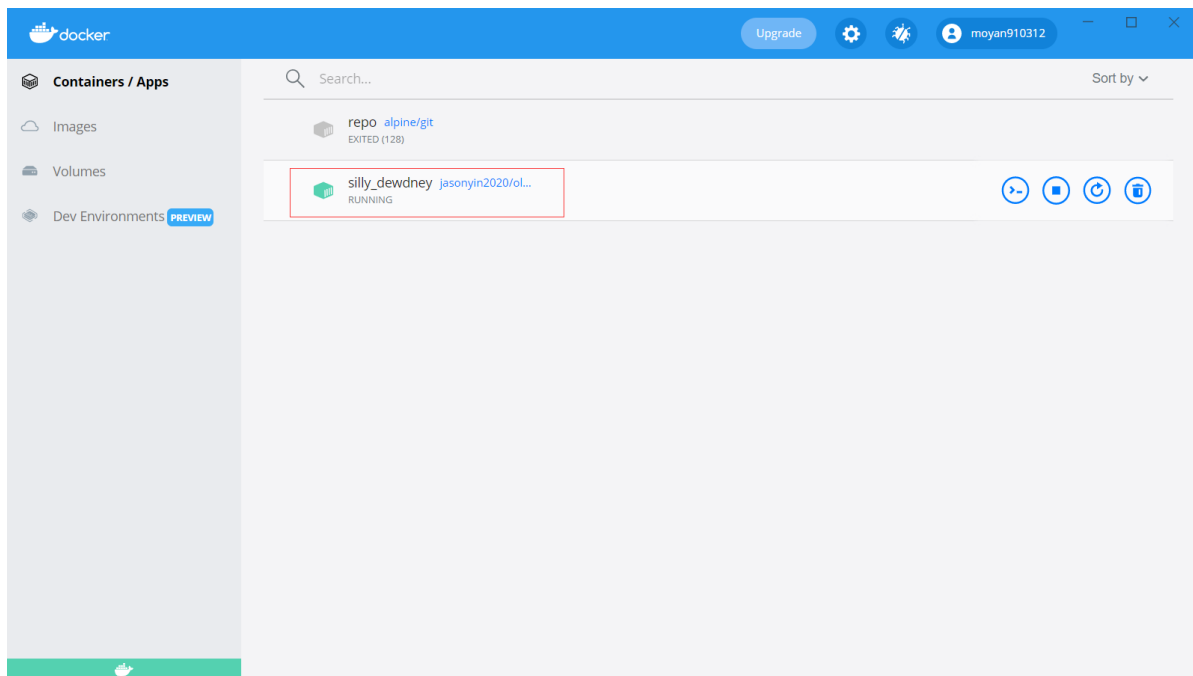 docker
Upgrade
moyan910312
Containers / Apps
Images
Volumes
Dev Environments PREVIEW
Search...
Sort by
repo alpine/git
EXITED (128)
silly_dewdney jasonyin2020/ol...
RUNNING